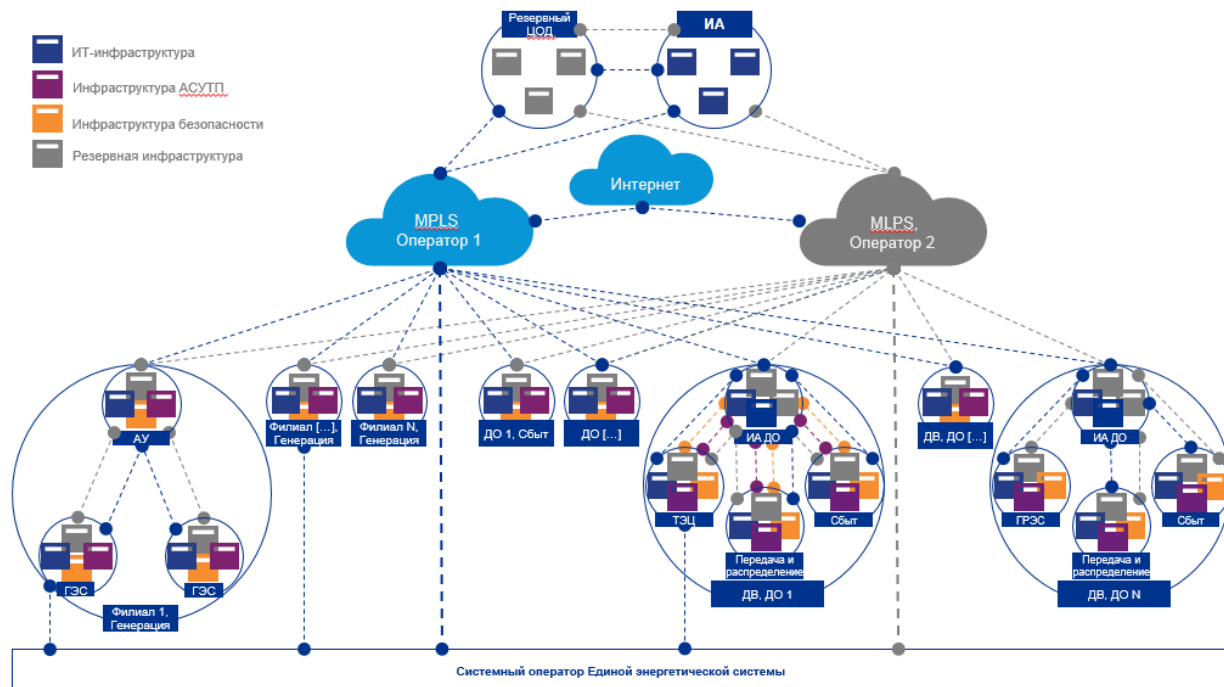 Резервный
ЦОД
ИА
ИТ-инфраструктура
Инфраструктура АСУТП
Инфраструктура безопасности
Резервная инфраструктура
Интернет
MPLS
Оператор 1
MLPS,
Оператор 2
АУ
Филиал [...],
Генерация
Филиал N,
Генерация
ДО 1, Сбыт
ДО [...]
ИА ДО
ДВ, ДО [...]
ИА ДО
ТЭЦ
Сбыт
ГРЭС
Сбыт
Передача и
распределение
Передача и
распределение
ГЭС
ГЭС
ДВ, ДО 1
ДВ, ДО N
Филиал 1,
Генерация
Системный оператор Единой энергетической системы